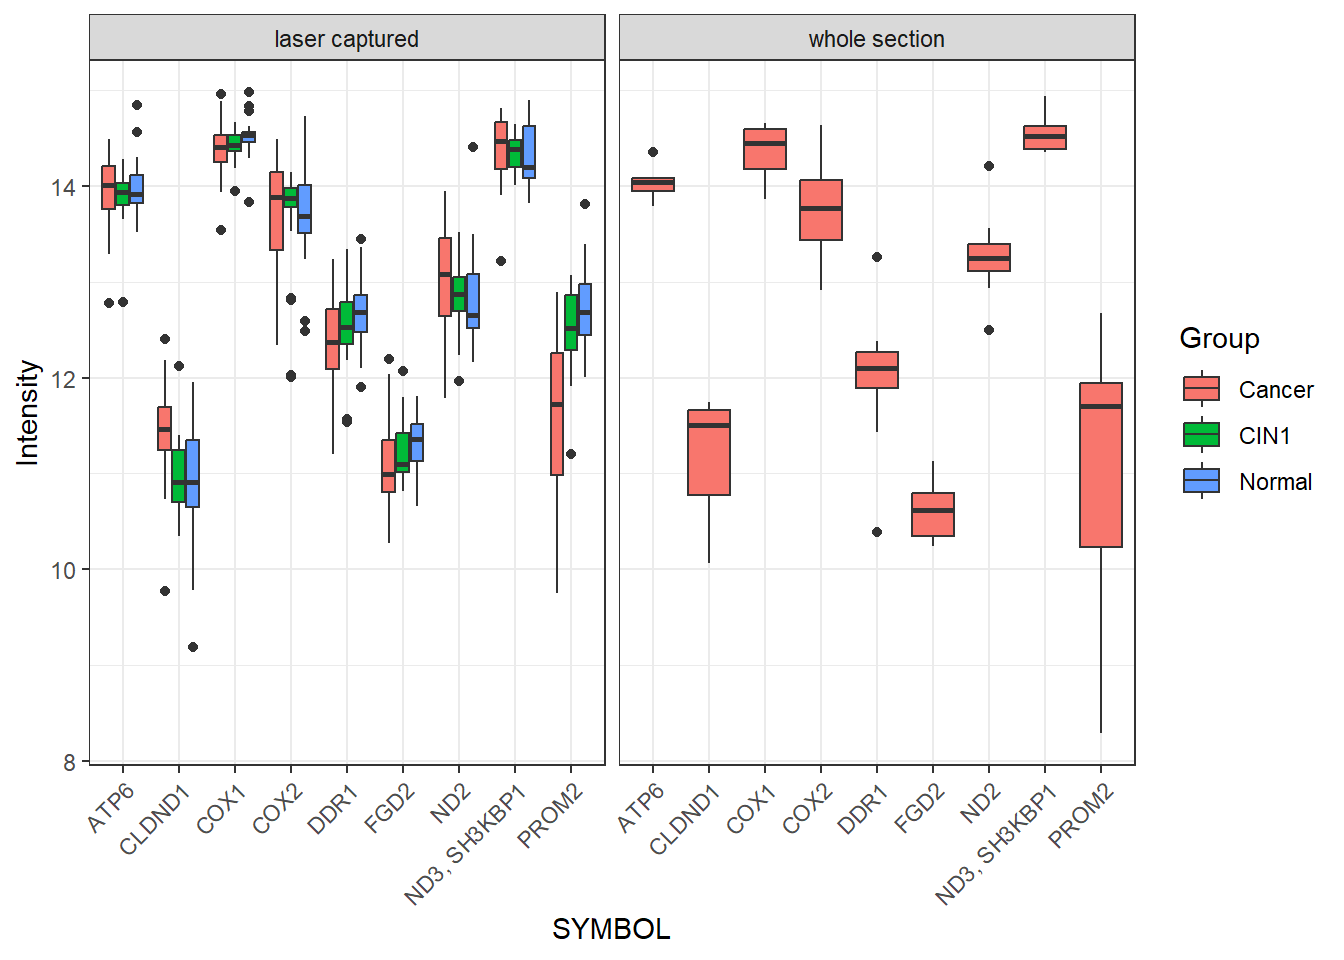 laser captured
whole section
Intensity
14
12
10
8
ATP6
CLDND1
COX1
COX2
DDR1
FGD2
ND2
ND3, SH3KBP1
PROM2
ATP6
CLDND1
COX1
COX2
DDR1
FGD2
ND2
ND3, SH3KBP1
PROM2
SYMBOL
Group
Cancer
CIN1
Normal